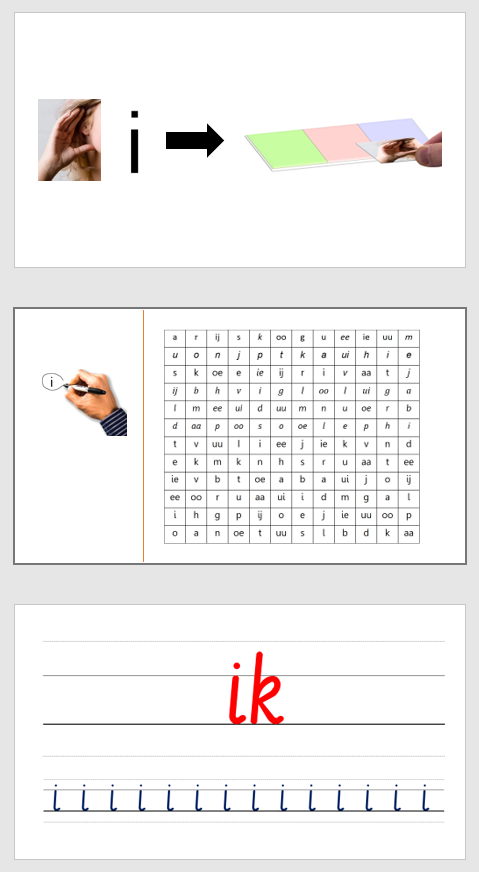 i
i
a r ij s k oo g u ee ie uu m
u o n j p t k a ui h i e
s k oe e ie ij r i v aa t j
ij b h v i g l oo l ui g a
l m ee ui d uu m n u oe r b
d aa p oo s o oe l e p h i
t v uu l i ee j ie k v n d
e k m k n h s r u aa t ee
ie v b t oe a b a ui j o ij
ee oo r u aa ui i d m g a l
i h g p ij o e j ie uu oo p
o a n oe t uu s l b d k aa
ik
i i i i i i i i i i i i i i